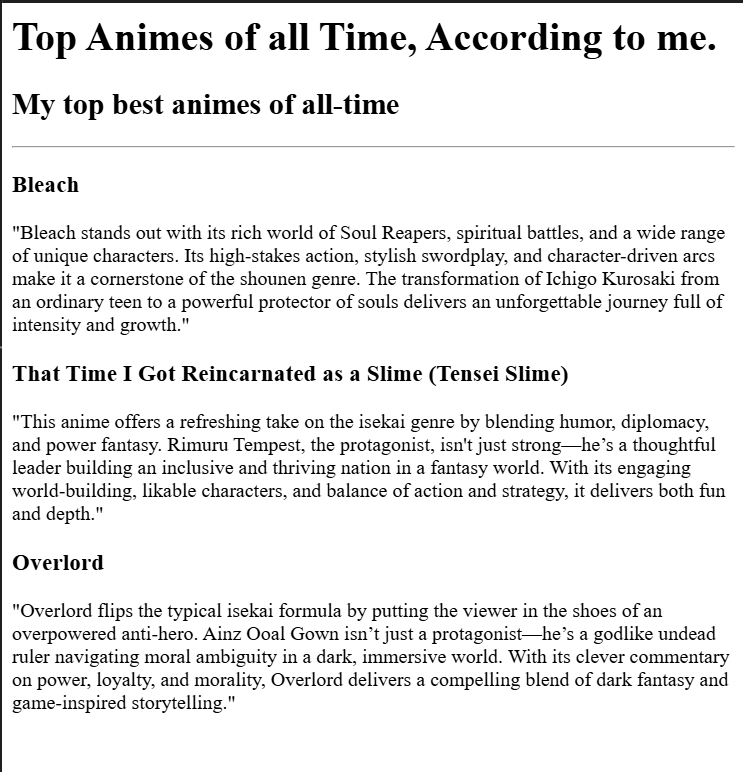 Top Animes of all Time, According to me.
My top best animes of all-time
Bleach
"Bleach stands out with its rich world of Soul Reapers, spiritual battles, and a wide range
of unique characters. Its high-stakes action, stylish swordplay, and character-driven arcs
make it a cornerstone of the shounen genre. The transformation of Ichigo Kurosaki from
an ordinary teen to a powerful protector of souls delivers an unforgettable journey full of
intensity and growth."
That Time I Got Reincarnated as a Slime (Tensei Slime)
"This anime offers a refreshing take on the isekai genre by blending humor, diplomacy,
and power fantasy. Rimuru Tempest, the protagonist, isn't just strong—he’s a thoughtful
leader building an inclusive and thriving nation in a fantasy world. With its engaging
world-building, likable characters, and balance of action and strategy, it delivers both fun
and depth."
Overlord
"Overlord flips the typical isekai formula by putting the viewer in the shoes of an
overpowered anti-hero. Ainz Ooal Gown isn’t just a protagonist—he’s a godlike undead
ruler navigating moral ambiguity in a dark, immersive world. With its clever commentary
on power, loyalty, and morality, Overlord delivers a compelling blend of dark fantasy and
game-inspired storytelling."